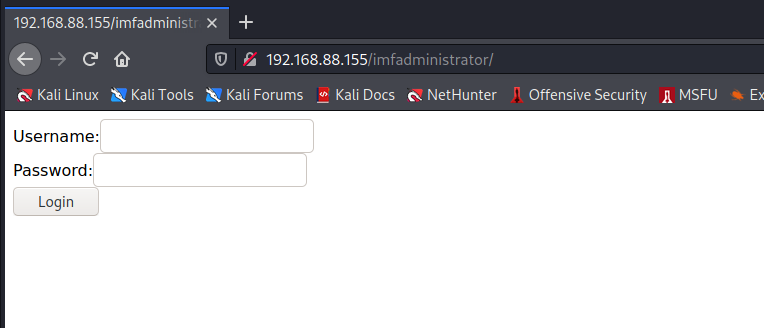 192.168.88.155/imfadministr
192.168.88.155/imfadministrator/
Kali Linux Kali Tools Kali Forums Kali Docs NetHunter Offensive Security MSFU Ex
Username:
Password:
Login